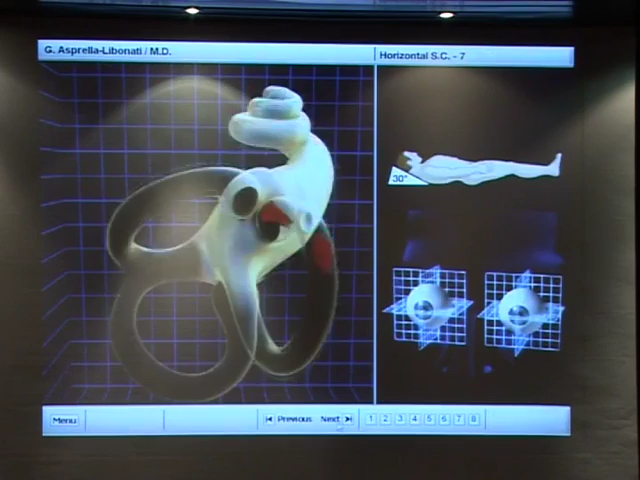 G. Asprella-Libonati / M.D.
Horizontal S.C. - 7
30°
Menu
Previous Next
1 2 3 4 5 6 7 8